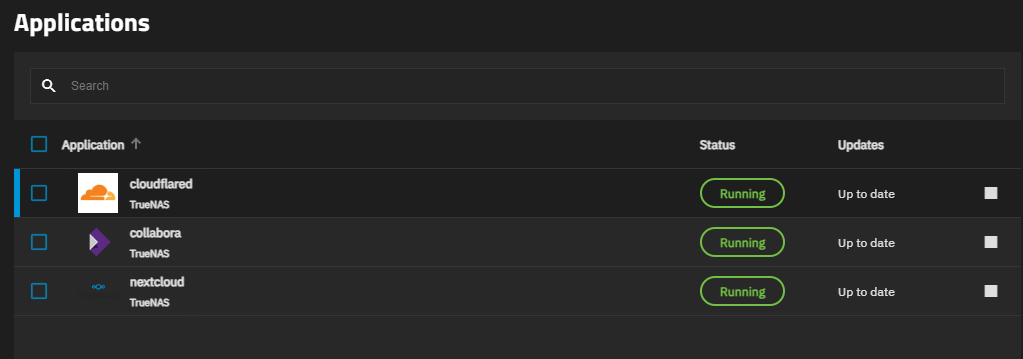 Applications
Search
Application Status Updates
cloudflared
TrueNAS
Running Up to date
collabora
TrueNAS
Running Up to date
nextcloud
TrueNAS
Running Up to date